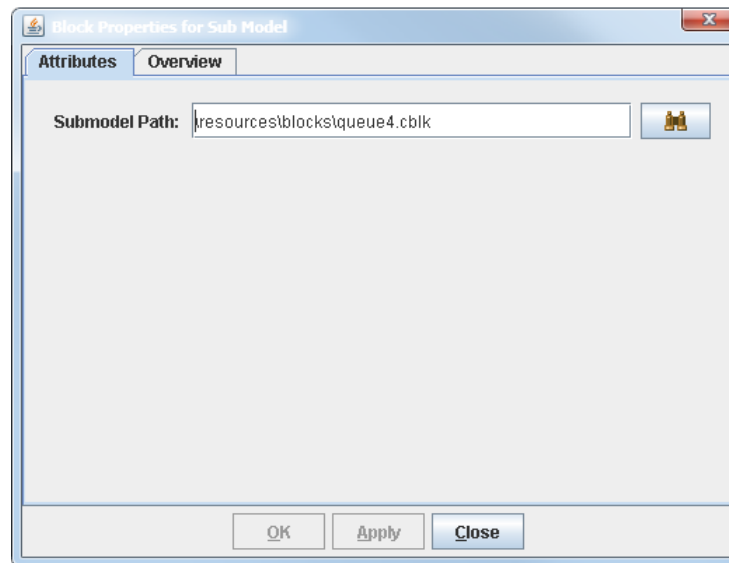 Block Properties for Sub Model
Attributes Overview
Submodel Path: \resources\blocks\queue4.cblk
OK Apply Close